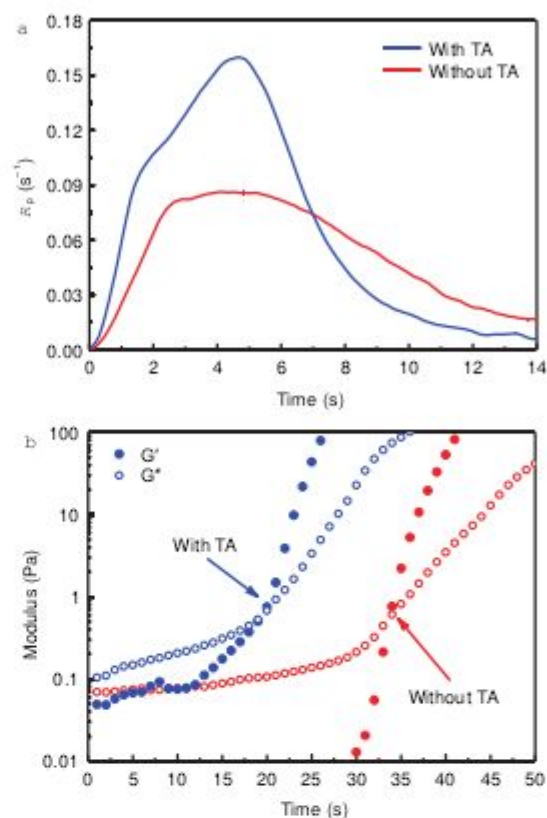 a
0.18
0.15
0.12
0.09
0.06
0.03
0.00
Rp (s⁻¹)
With TA
Without TA
0 2 4 6 8 10 12 14
Time (s)
b
100
10
1
0.1
0.01
Modulus (Pa)
G'
G"
With TA
Without TA
0 5 10 15 20 25 30 35 40 45 50
Time (s)